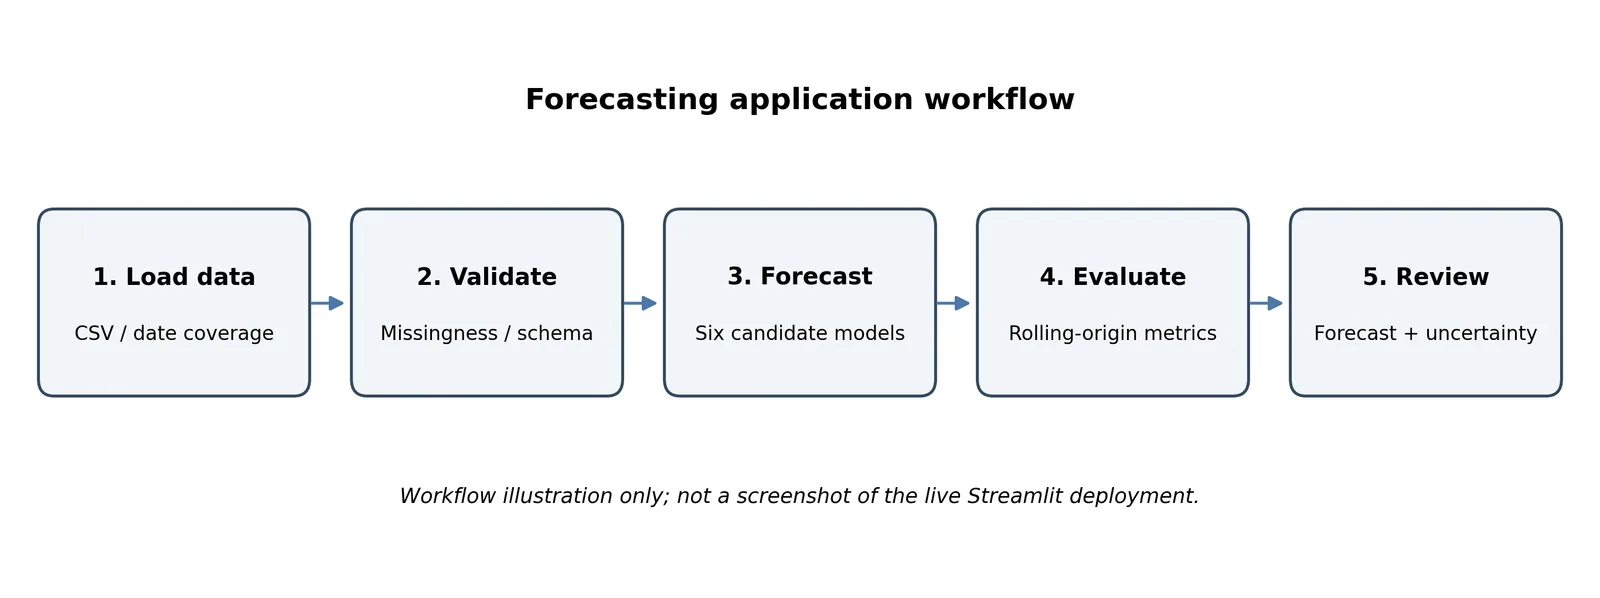 Forecasting application workflow
1. Load data
CSV / date coverage
2. Validate
Missingness / schema
3. Forecast
Six candidate models
4. Evaluate
Rolling-origin metrics
5. Review
Forecast + uncertainty
Workflow illustration only; not a screenshot of the live Streamlit deployment.